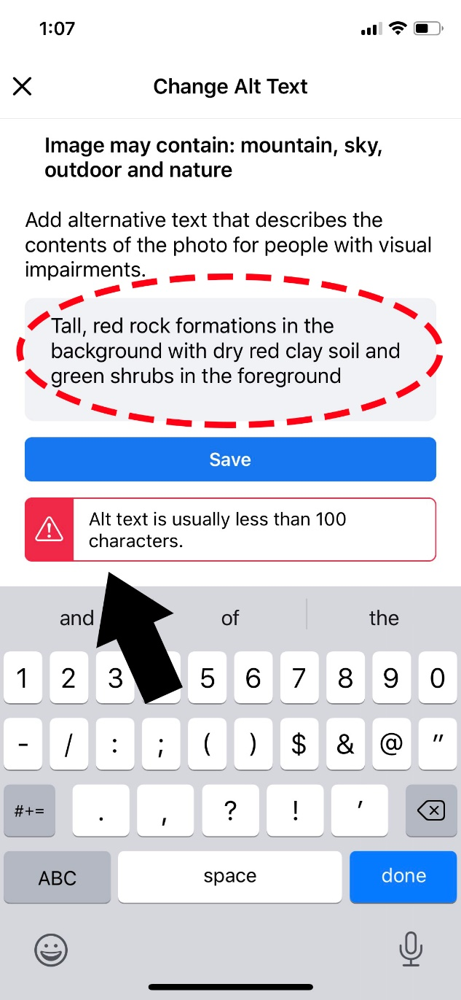 1:07
Change Alt Text
Image may contain: mountain, sky,
outdoor and nature
Add alternative text that describes the
contents of the photo for people with visual
impairments.
Tall, red rock formations in the
background with dry red clay soil and
green shrubs in the foreground
Save
Alt text is usually less than 100
characters.
and of the
1 2 3 5 6 7 8 9 0
- / : ; ( ) $ & @ "
#+= . , ? ! '
ABC space done